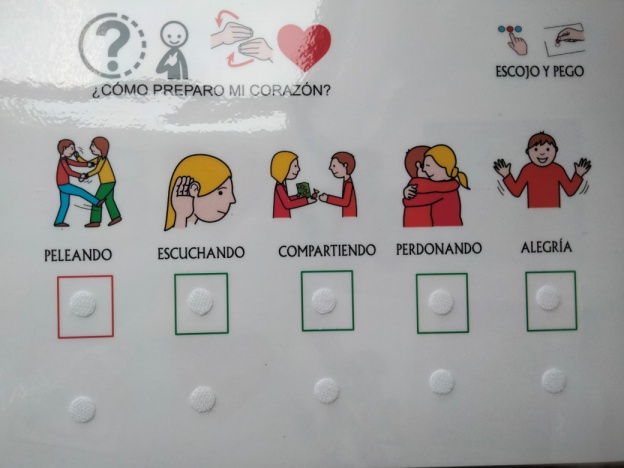 ¿CÓMO PREPARO MI CORAZÓN?
ESCOJO Y PEGO
PELEANDO
ESCUCHANDO
COMPARTIENDO
PERDONANDO
ALEGRÍA